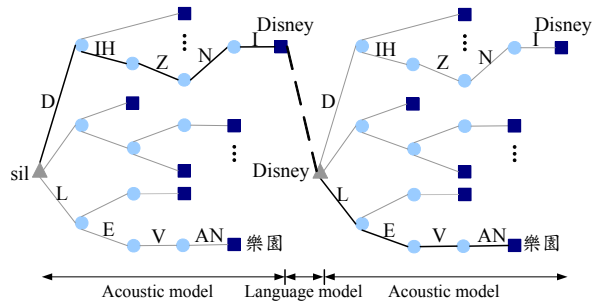 Disney
Disney
IH
Z
N
I
IH
Z
N
I
D
D
sil
Disney
L
L
E
V
AN
樂園
E
V
AN
樂園
Acoustic model
Language model
Acoustic model